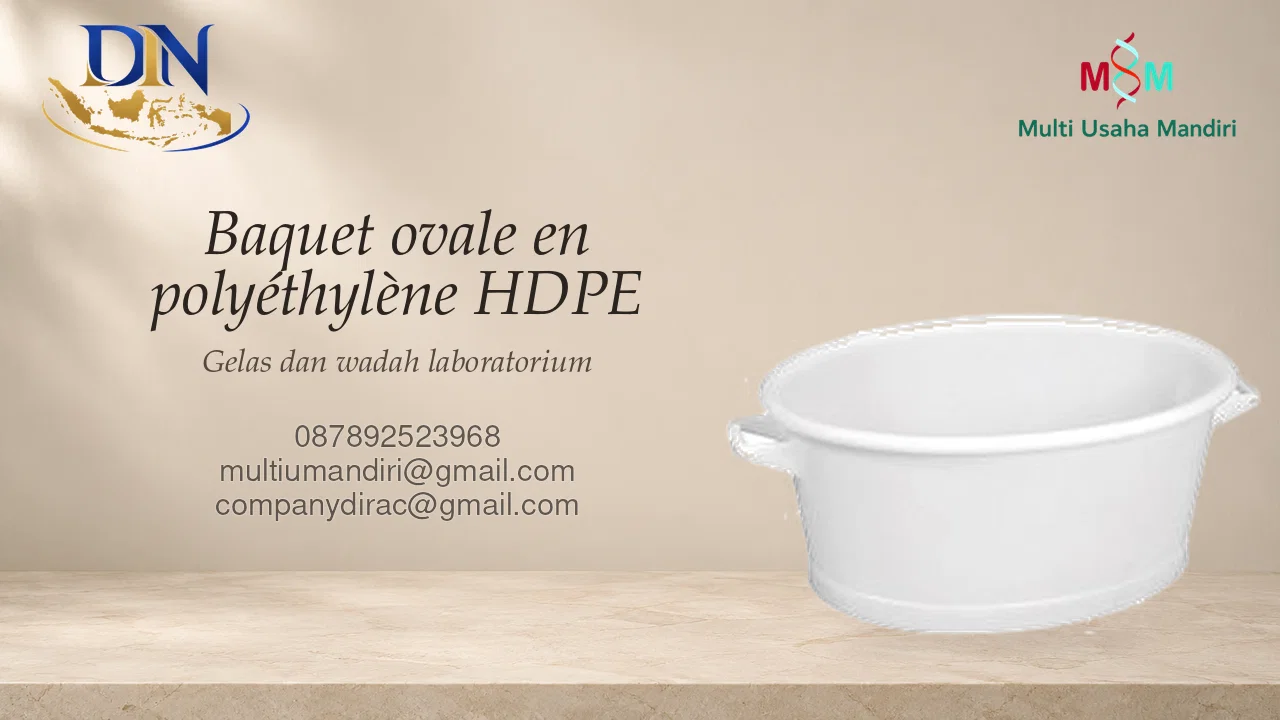 DIN
M M
Multi Usaha Mandiri
Baquet ovale en
polyéthylène HDPE
Gelas dan wadah laboratorium
087892523968
multiumandiri@gmail.com
companydirac@gmail.com